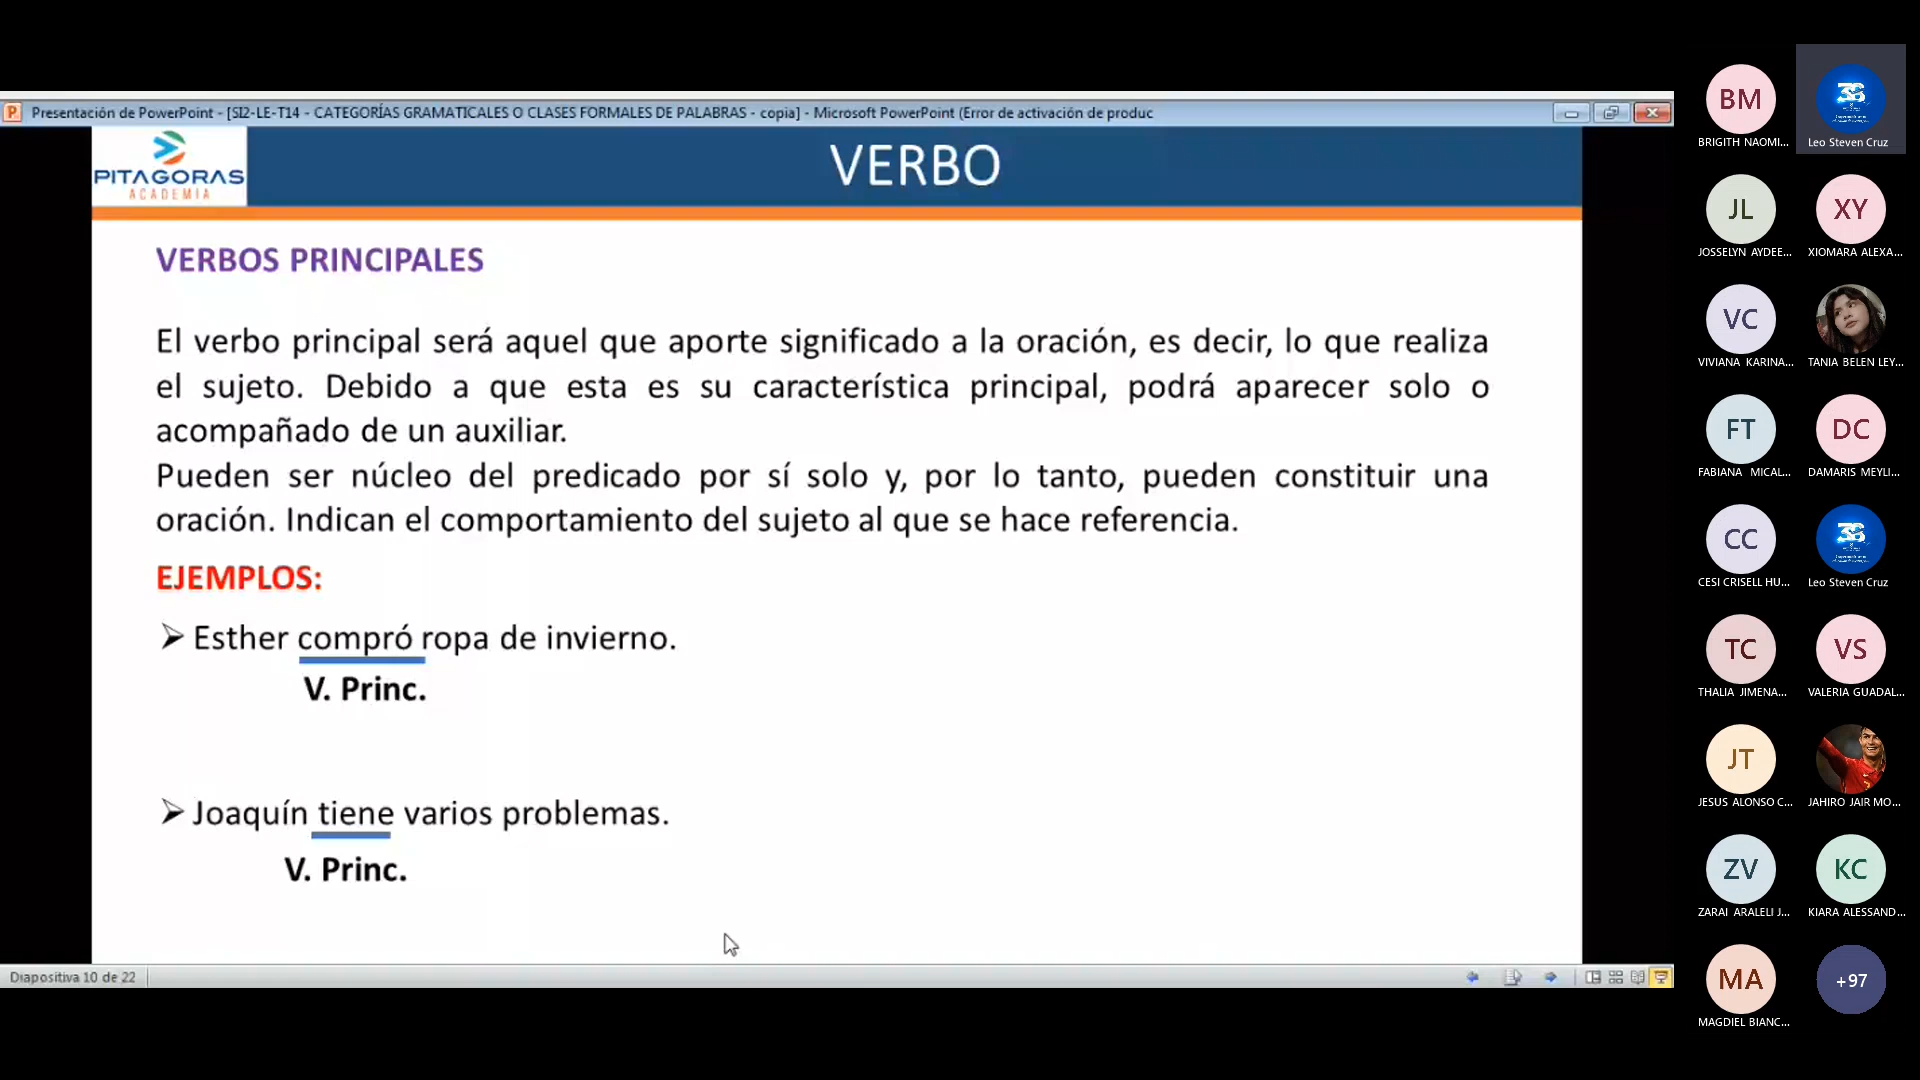 Presentación de PowerPoint - [SI2-LE-T14 - CATEGORÍAS GRAMATICALES O CLASES FORMALES DE PALABRAS - copia] - Microsoft PowerPoint (Error de activación de produc
PITAGORAS
ACADEMIA
VERBO
VERBOS PRINCIPALES
El verbo principal será aquel que aporte significado a la oración, es decir, lo que realiza
el sujeto. Debido a que esta es su característica principal, podrá aparecer solo o
acompañado de un auxiliar.
Pueden ser núcleo del predicado por sí solo y, por lo tanto, pueden constituir una
oración. Indican el comportamiento del sujeto al que se hace referencia.
EJEMPLOS:
Esther compró ropa de invierno.
V. Princ.
Joaquín tiene varios problemas.
V. Princ.
Diapositiva 10 de 22
BM
BRIGITH NAOMI...
Leo Steven Cruz
JL
JOSSELYN AYDEE...
XY
XIOMARA ALEXA...
VC
VIVIANA KARINA...
TANIA BELEN LEY...
FT
FABIANA MICAL...
DC
DAMARIS MEYLI...
CC
CESI CRISELL HU...
Leo Steven Cruz
TC
THALIA JIMENA...
VS
VALERIA GUADAL...
JT
JESUS ALONSO C...
JAHIRO JAIR MO...
ZV
ZARAI ARALELI J...
KC
KIARA ALESSAND...
MA
MAGDIEL BIANC...
+97